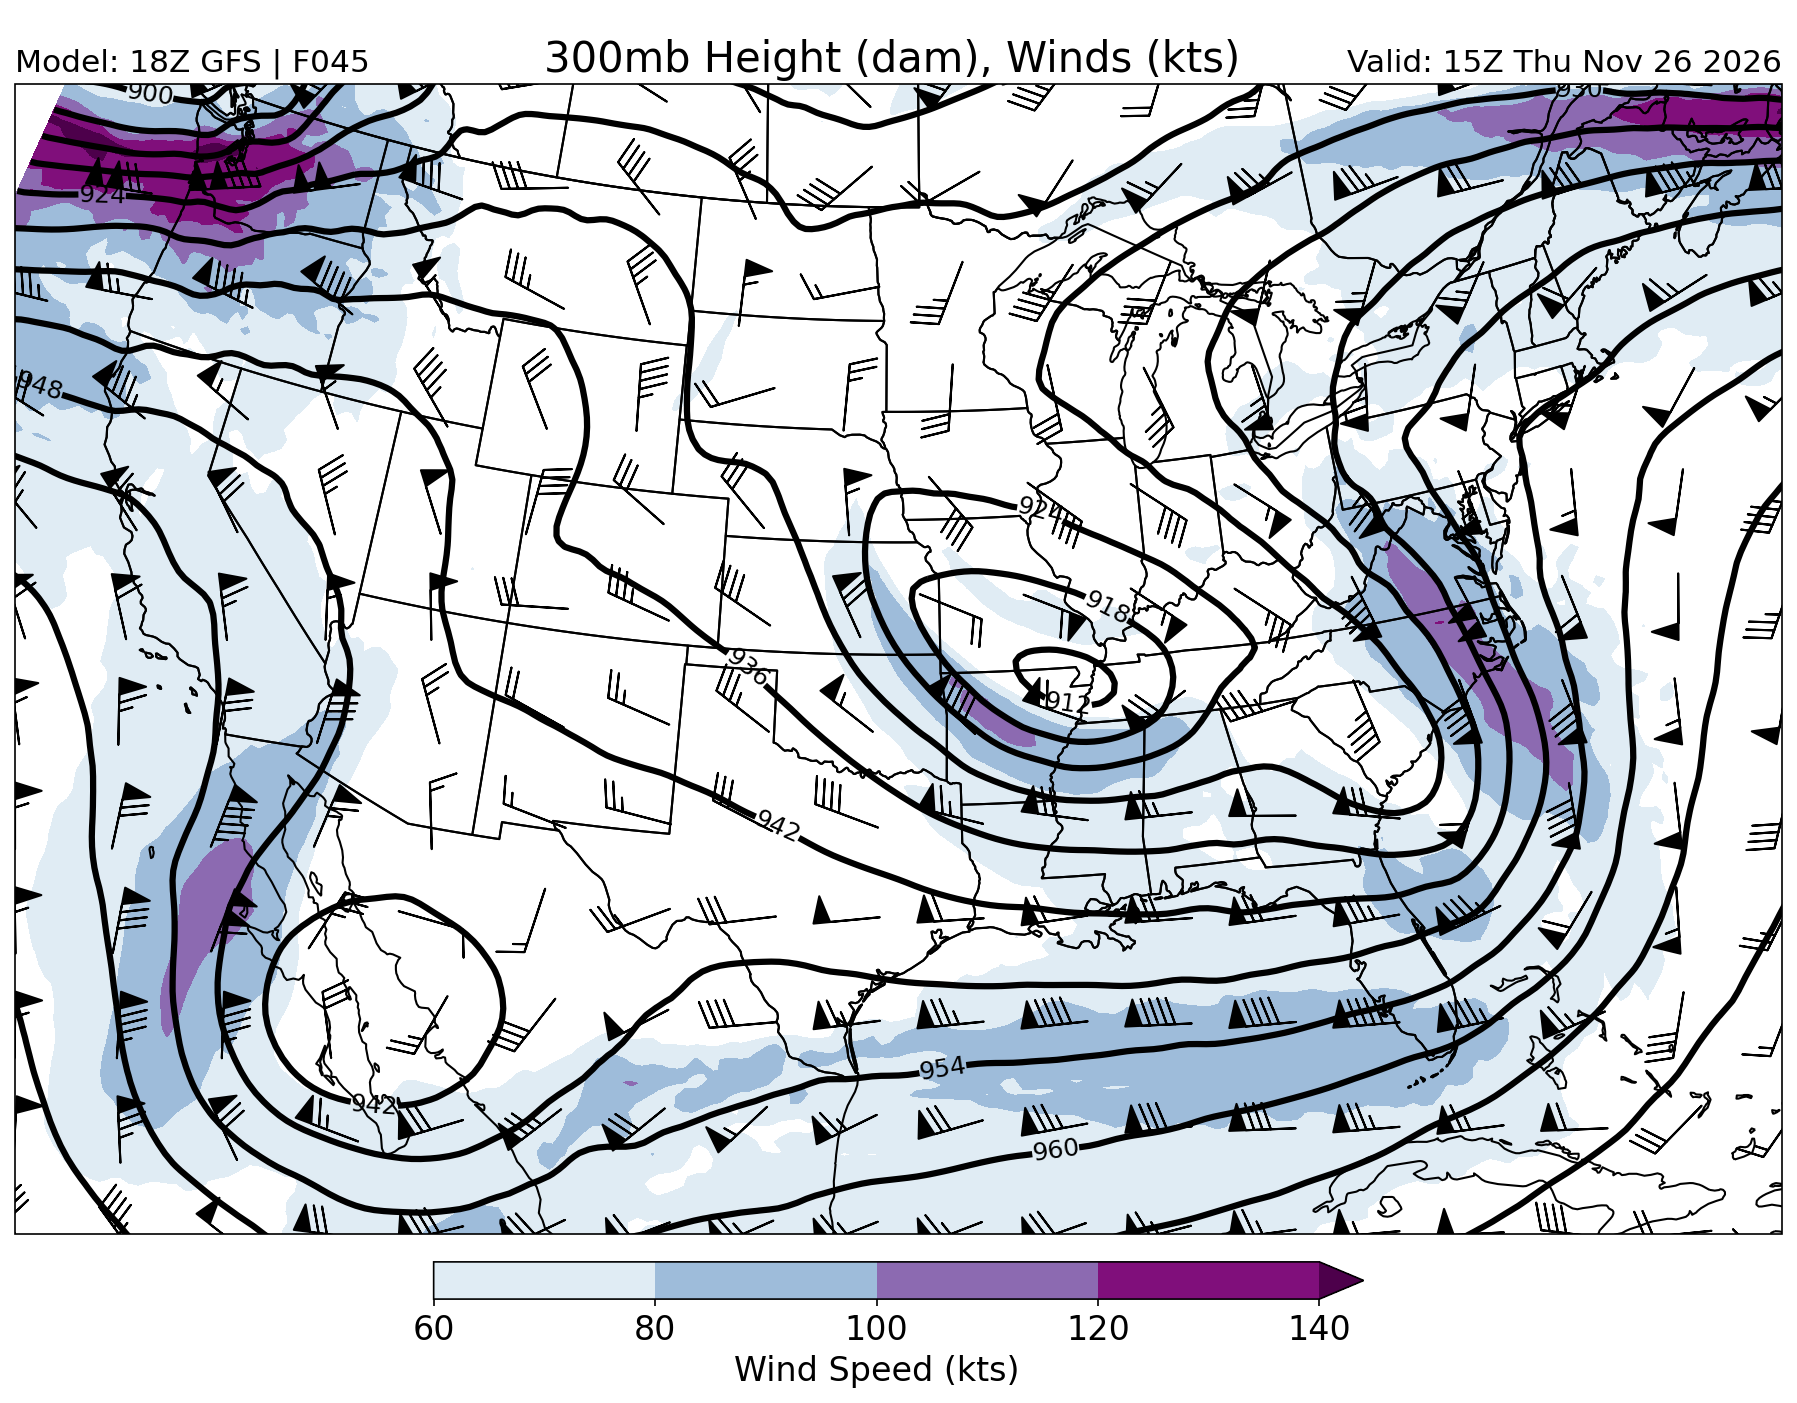 Model: 18Z GFS | F045
300mb Height (dam), Winds (kts)
Valid: 15Z Thu Nov 26 2026
900
930
924
948
924
918
936
912
942
954
942
960
60 80 100 120 140
Wind Speed (kts)